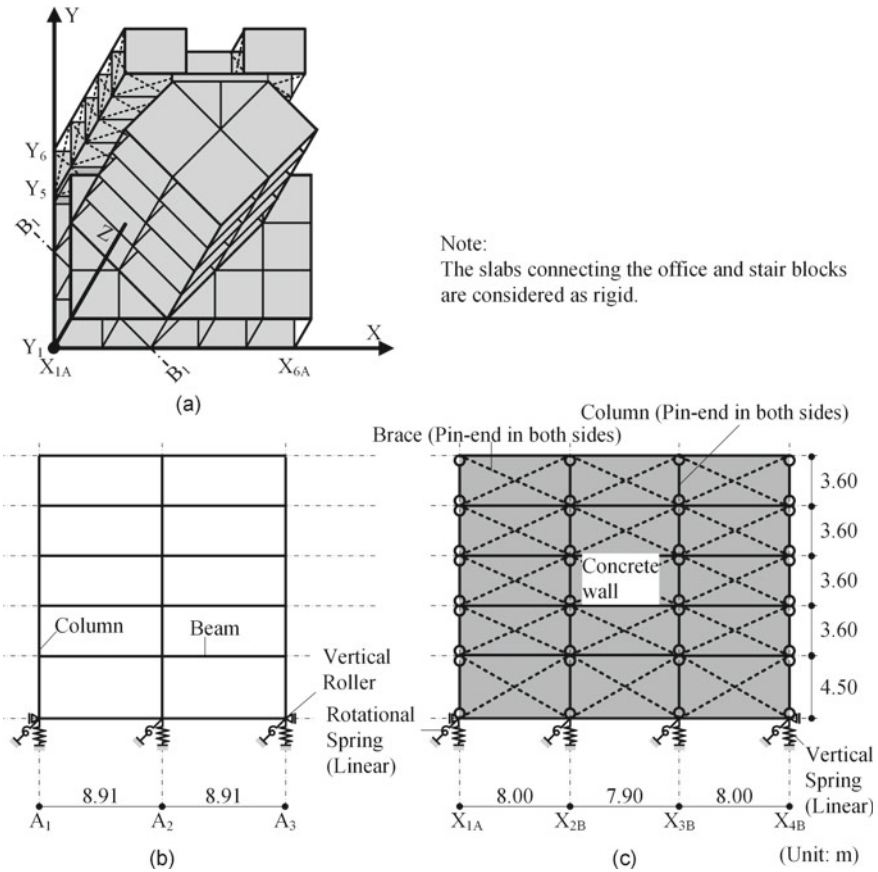 Y
Y6
Y5
B1
Z
Y1
X1A
B1
X6A
X
(a)
Note:
The slabs connecting the office and stair blocks
are considered as rigid.
Column (Pin-end in both sides)
Brace (Pin-end in both sides)
3.60
3.60
Concrete
wall
3.60
Column
Beam
3.60
Vertical
Roller
4.50
Rotational
Spring
(Linear)
Vertical
Spring
(Linear)
8.91
8.91
8.00
7.90
8.00
A1
A2
A3
X1A
X2B
X3B
X4B
(b)
(c)
(Unit: m)